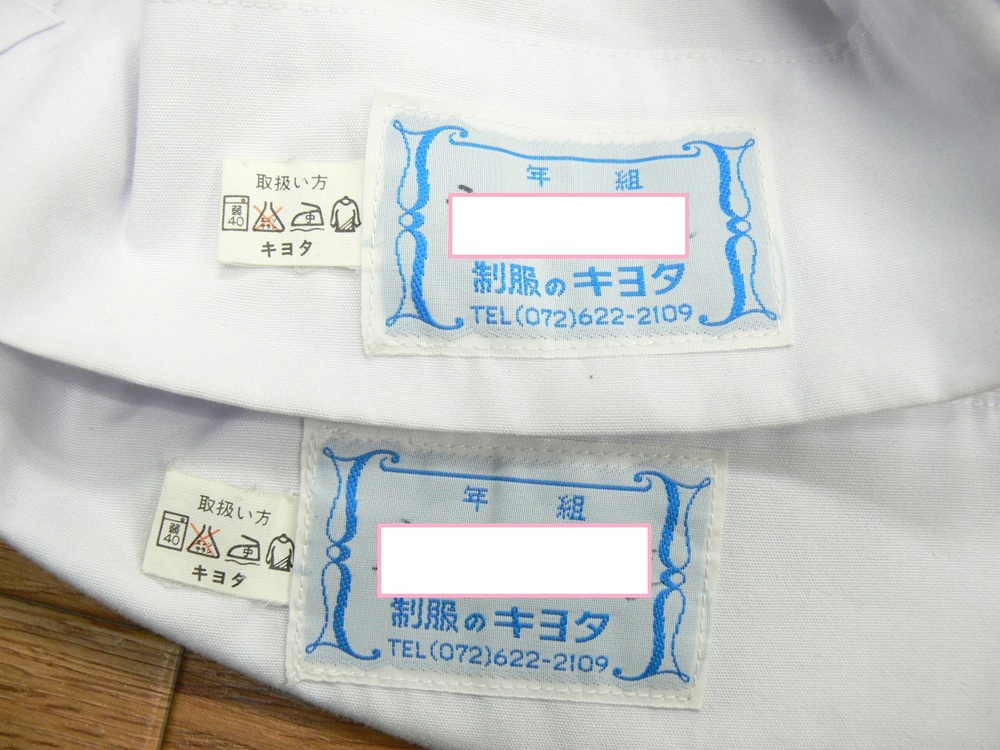 取扱い方
弱
40
中
キヨタ
年 組
制服のキヨタ
TEL(072)622-2109
取扱い方
弱
40
中
キヨタ
年 組
制服のキヨタ
TEL(072)622-2109